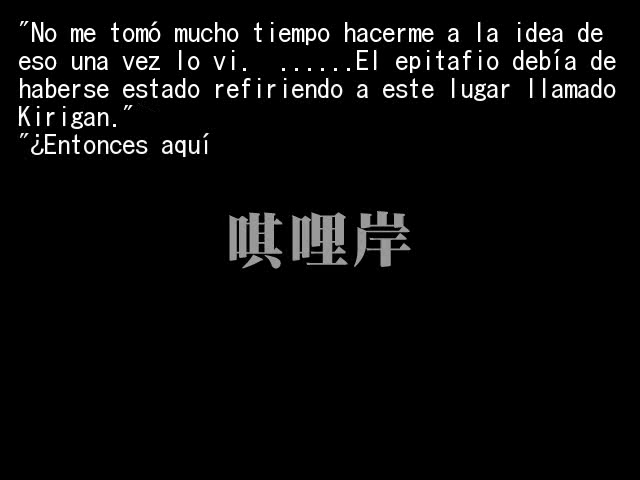 "No me tomó mucho tiempo hacerme a la idea de
eso una vez lo vi.  ......El epitafio debía de
haberse estado refiriendo a este lugar llamado
Kirigan."
"¿Entonces aquí
唭哩岸